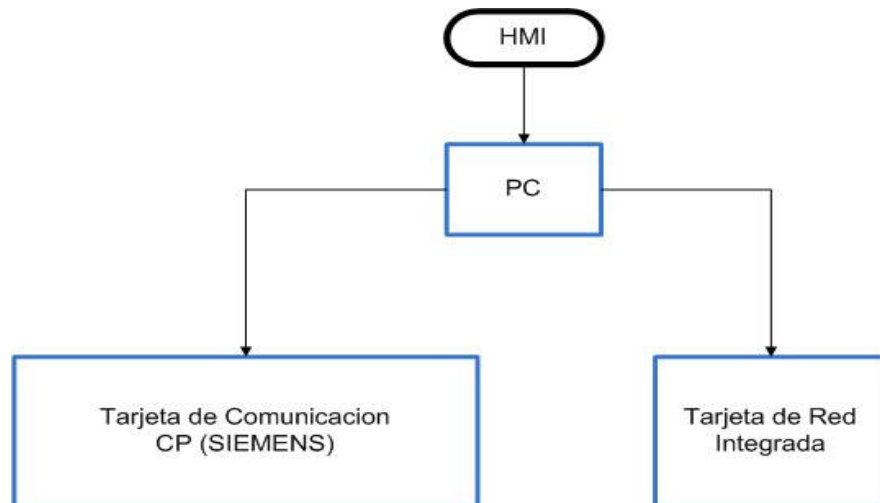 HMI
PC
Tarjeta de Comunicacion
CP (SIEMENS)
Tarjeta de Red
Integrada